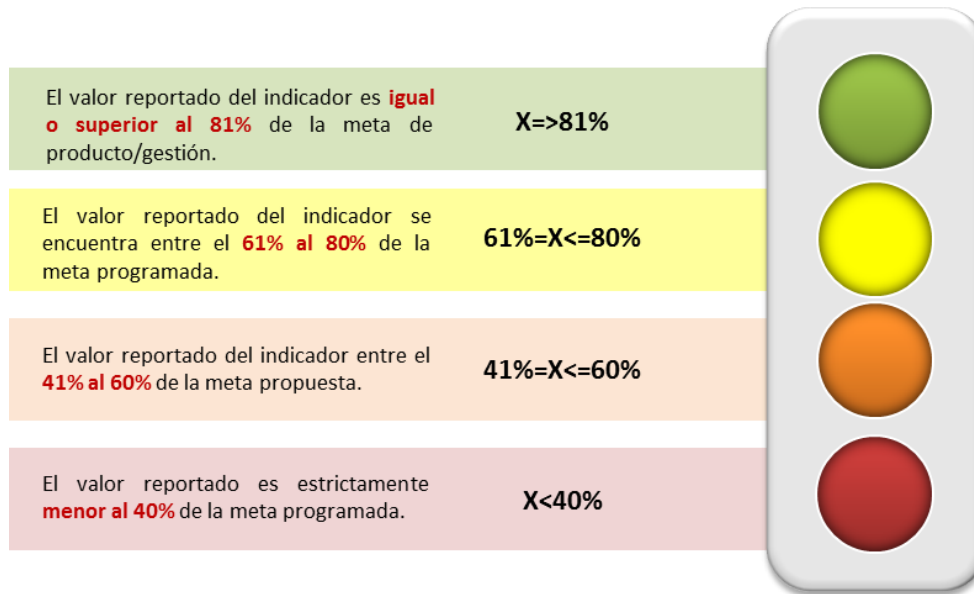 El valor reportado del indicador es igual
o superior al 81% de la meta de
producto/gestión.
X=>81%
El valor reportado del indicador se
encuentra entre el 61% al 80% de la
meta programada.
61%=X<=80%
El valor reportado del indicador entre el
41% al 60% de la meta propuesta.
41%=X<=60%
El valor reportado es estrictamente
menor al 40% de la meta programada.
X<40%